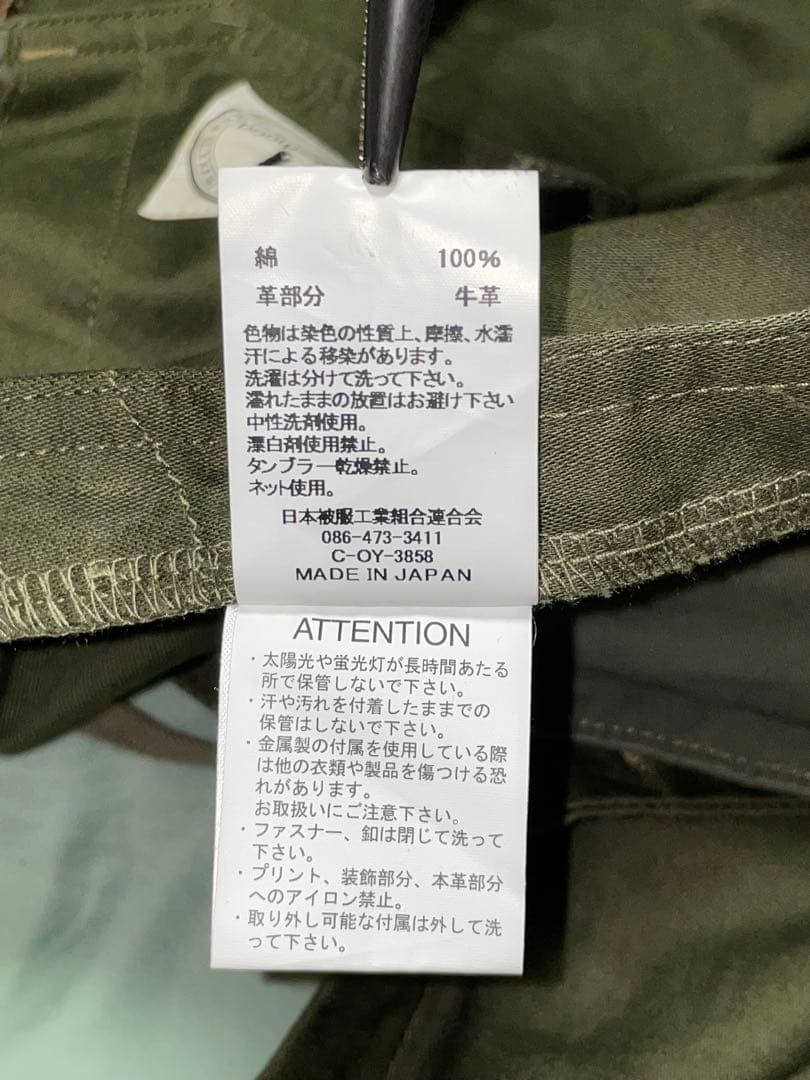 綿 100%
革部分 牛革
色物は染色の性質上、摩擦、水濡
汗による移染があります。
洗濯は分けて洗って下さい。
濡れたままの放置はお避け下さい
中性洗剤使用。
漂白剤使用禁止。
タンブラー乾燥禁止。
ネット使用。
日本被服工業組合連合会
086-473-3411
C-OY-3858
MADE IN JAPAN
ATTENTION
・太陽光や蛍光灯が長時間あたる
所で保管しないで下さい。
・汗や汚れを付着したままでの
保管はしないで下さい。
・金属製の付属を使用している際
は他の衣類や製品を傷つける恐
れがあります。
お取扱いにご注意下さい。
・ファスナー、釦は閉じて洗って
下さい。
・プリント、装飾部分、本革部分
へのアイロン禁止。
・取り外し可能な付属は外して洗
って下さい。